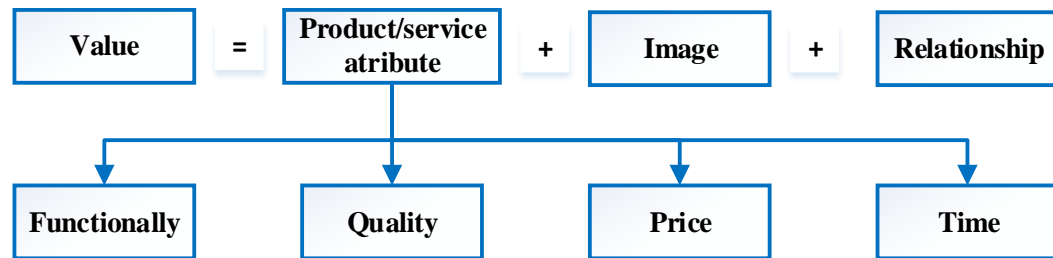 Value = Product/service atribute + Image + Relationship
Functionally Quality Price Time